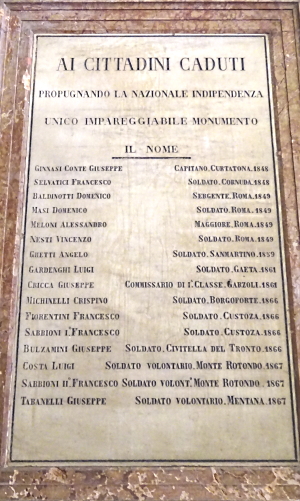 AI CITTADINI CADUTI
PROPUGNANDO LA NAZIONALE INDIPENDENZA
UNICO IMPAREGGIABILE MONUMENTO
IL NOME
GINNASI CONTE GIUSEPPE CAPITANO. CURTATONA. 1848
SELVATICI FRANCESCO SOLDATO. CORNUDA. 1848
BALDINOTTI DOMENICO SERGENTE. ROMA. 1849
MASI DOMENICO SOLDATO. ROMA. 1849
MELONI ALESSANDRO MAGGIORE. ROMA. 1849
NESTI VINCENZO SOLDATO. ROMA. 1849
GHETTI ANGELO SOLDATO. SANMARTINO. 1859
GARDENGHI LUIGI SOLDATO. GAETA. 1861
CRICCA GIUSEPPE COMMISSARIO DI I.ª CLASSE. GARZOLI. 1861
MICHINELLI CRISPINO SOLDATO. BORGOFORTE. 1866
FIORENTINI FRANCESCO SOLDATO. CUSTOZA. 1866
SABBIONI I.º FRANCESCO SOLDATO. CUSTOZA. 1866
BULZAMINI GIUSEPPE SOLDATO. CIVITELLA DEL TRONTO. 1866
COSTA LUIGI SOLDATO VOLONTARIO. MONTE ROTONDO. 1867
SABBIONI II.º FRANCESCO SOLDATO VOLONT.º MONTE ROTONDO. 1867
TABANELLI GIUSEPPE SOLDATO VOLONTARIO. MENTANA. 1867